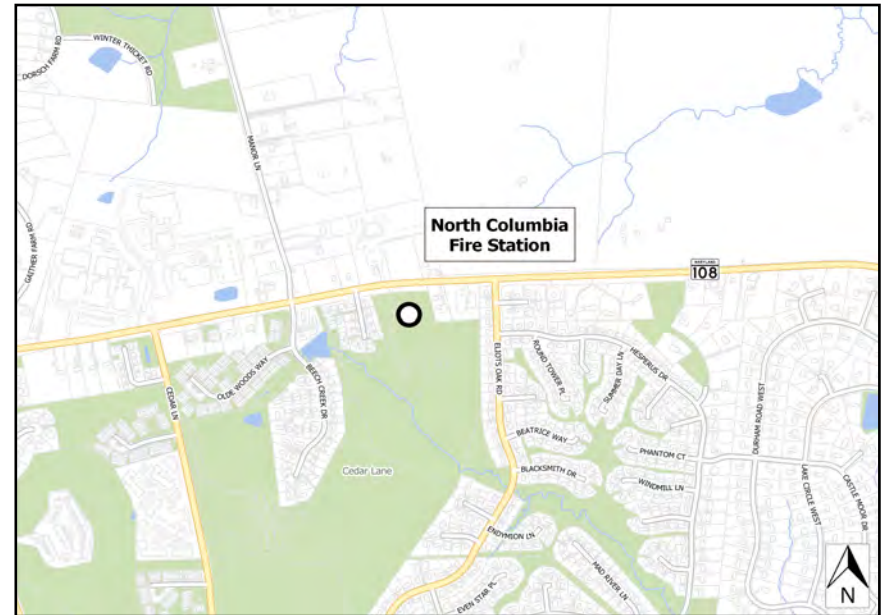 DORSCH FARM RD
WINTER THICKET RD
MANOR LN
GAITHER FARM RD
North Columbia
Fire Station
MARYLAND
108
CEDAR LN
OLDE WOODS WAY
BEECH CREEK DR
ELIOTS OAK RD
HESPERUS DR
ROUND TOWER PL
SUMMER DAY LN
DURHAM ROAD WEST
BEATRICE WAY
PHANTOM CT
Cedar Lane
BLACKSMITH DR
WINDMILL LN
LAKE CIRCLE WEST
CASTLE MOOR DR
ENDYMION LN
MAD RIVER LN
EVEN STAR PL
N